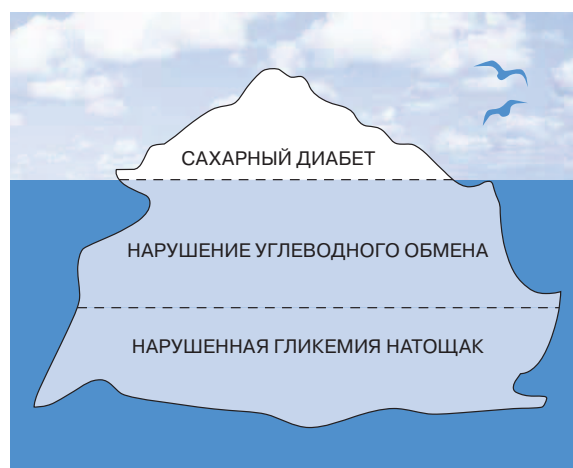 САХАРНЫЙ ДИАБЕТ
НАРУШЕНИЕ УГЛЕВОДНОГО ОБМЕНА
НАРУШЕННАЯ ГЛИКЕМИЯ НАТОЩАК